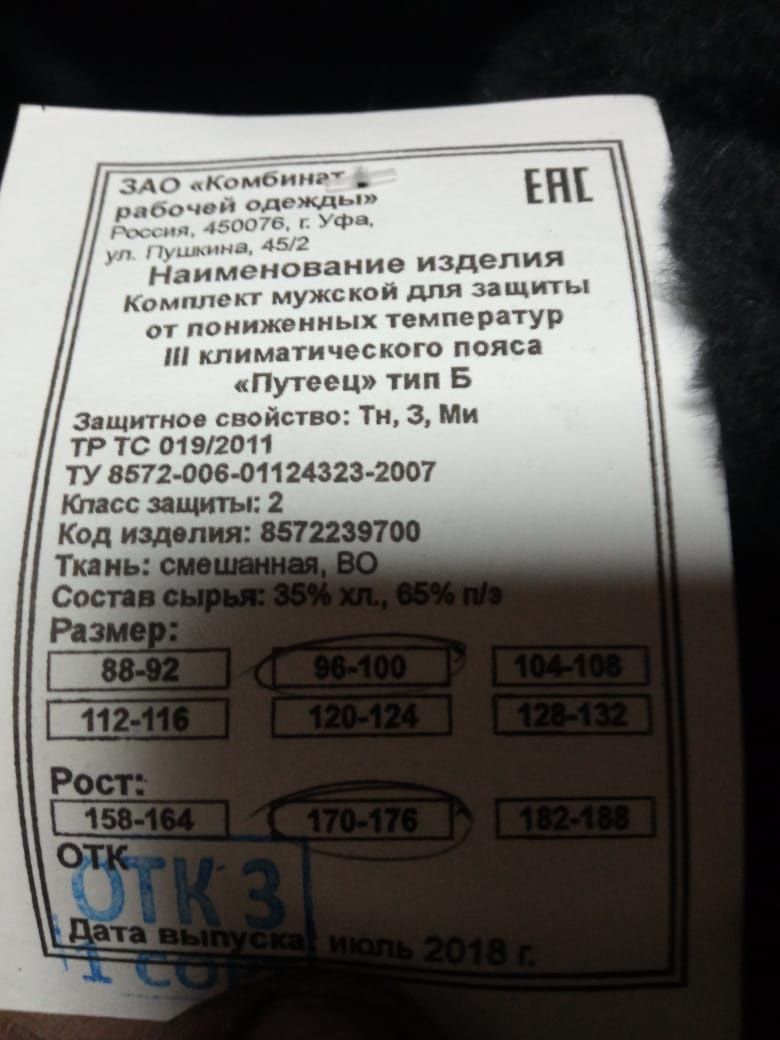 ЗАО «Комбинат
рабочей одежды»
Россия, 450076, г. Уфа,
ул. Пушкина, 45/2
ЕАС
Наименование изделия
Комплект мужской для защиты
от пониженных температур
III климатического пояса
«Путеец» тип Б
Защитное свойство: Тн, З, Ми
ТР ТС 019/2011
ТУ 8572-006-01124323-2007
Класс защиты: 2
Код изделия: 8572239700
Ткань: смешанная, ВО
Состав сырья: 35% хл., 65% п/э
Размер:
88-92 96-100 104-108
112-116 120-124 128-132
Рост:
158-164 170-176 182-188
ОТК
ОТК 3
Дата выпуска: июль 2018 г.
1